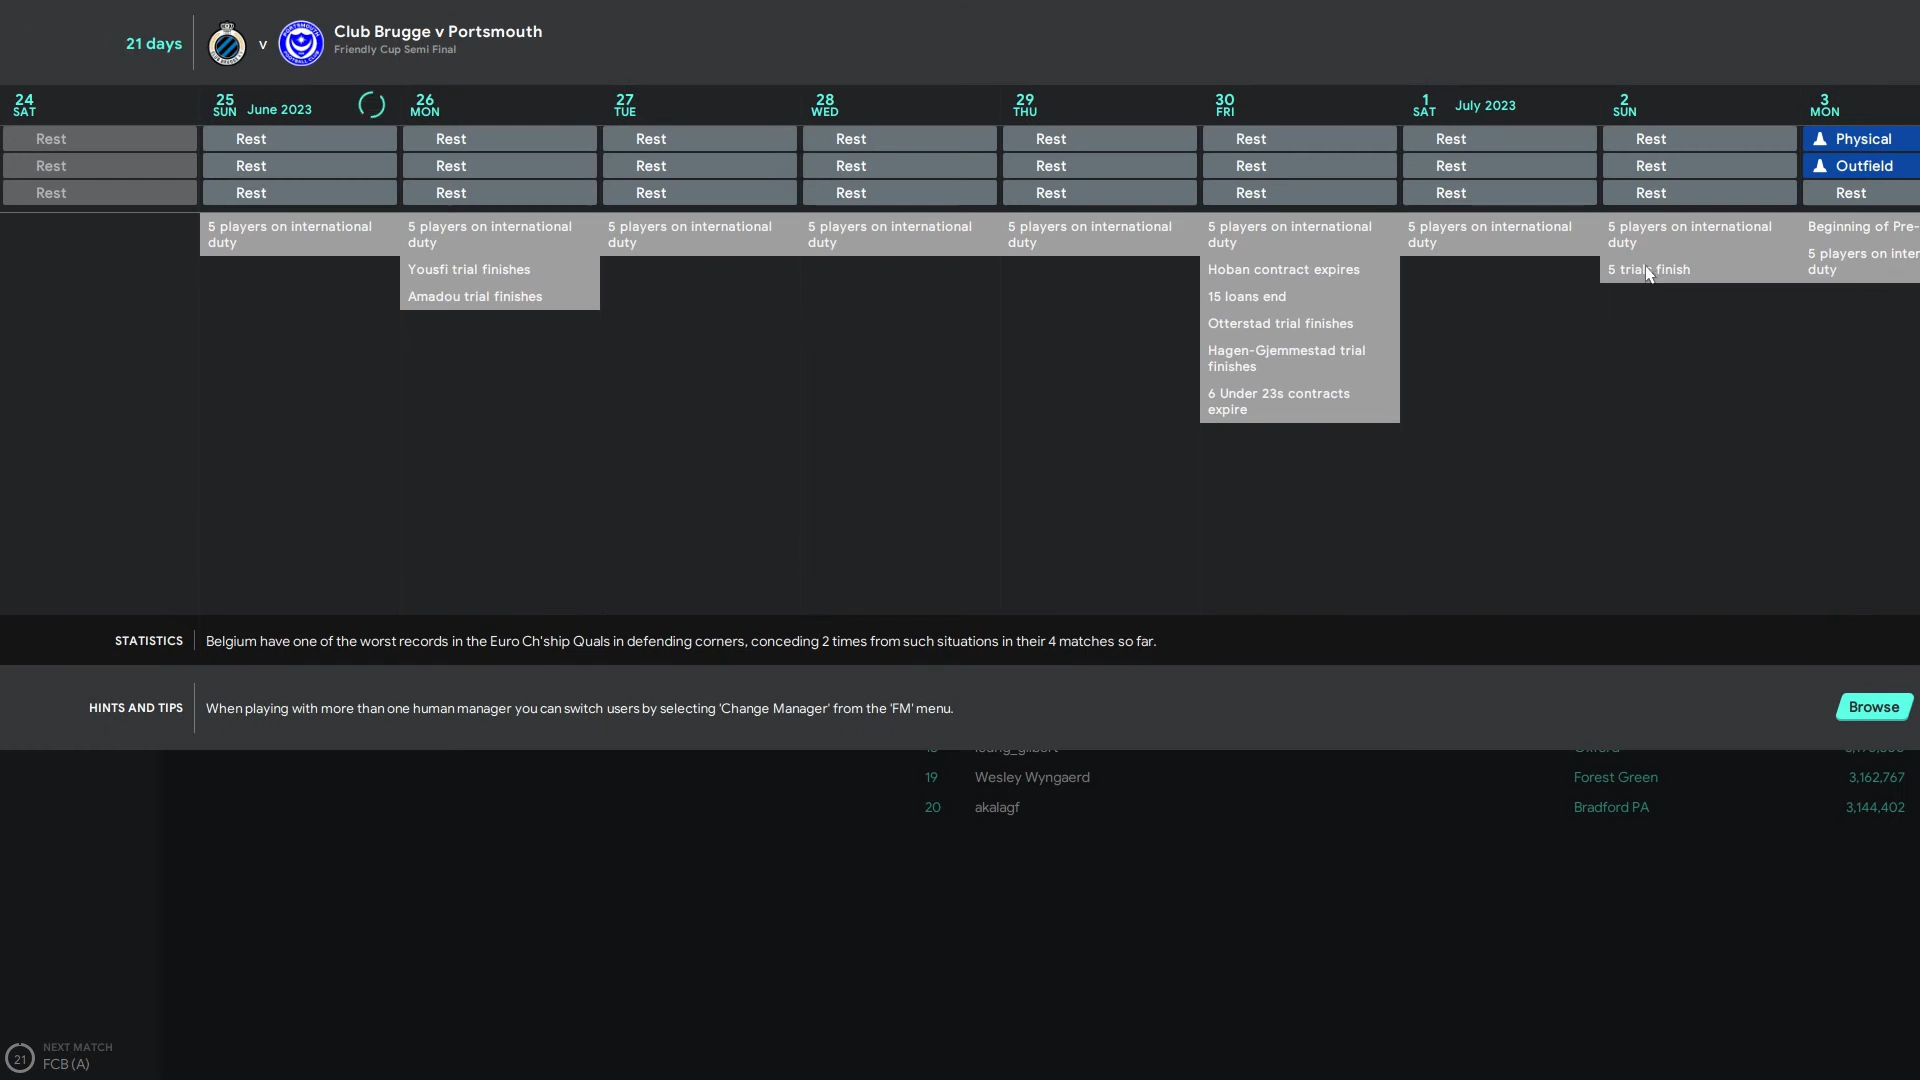 21 days
v
Club Brugge v Portsmouth
Friendly Cup Semi Final
24 SAT
25 SUN June 2023
26 MON
27 TUE
28 WED
29 THU
30 FRI
1 SAT July 2023
2 SUN
3 MON
Rest Rest Rest Rest Rest Rest Rest Rest Rest Physical
Rest Rest Rest Rest Rest Rest Rest Rest Rest Outfield
Rest Rest Rest Rest Rest Rest Rest Rest Rest Rest
5 players on international
duty
5 players on international
duty
Yousfi trial finishes
Amadou trial finishes
5 players on international
duty
5 players on international
duty
5 players on international
duty
5 players on international
duty
Hoban contract expires
15 loans end
Otterstad trial finishes
Hagen-Gjemmestad trial
finishes
6 Under 23s contracts
expire
5 players on international
duty
5 players on international
duty
5 trials finish
Beginning of Pre-
5 players on inter
duty
STATISTICS
Belgium have one of the worst records in the Euro Ch'ship Quals in defending corners, conceding 2 times from such situations in their 4 matches so far.
HINTS AND TIPS
When playing with more than one human manager you can switch users by selecting 'Change Manager' from the 'FM' menu.
Browse
19 Wesley Wyngaerd Forest Green 3,162,767
20 akalagf Bradford PA 3,144,402
21
NEXT MATCH
FCB (A)